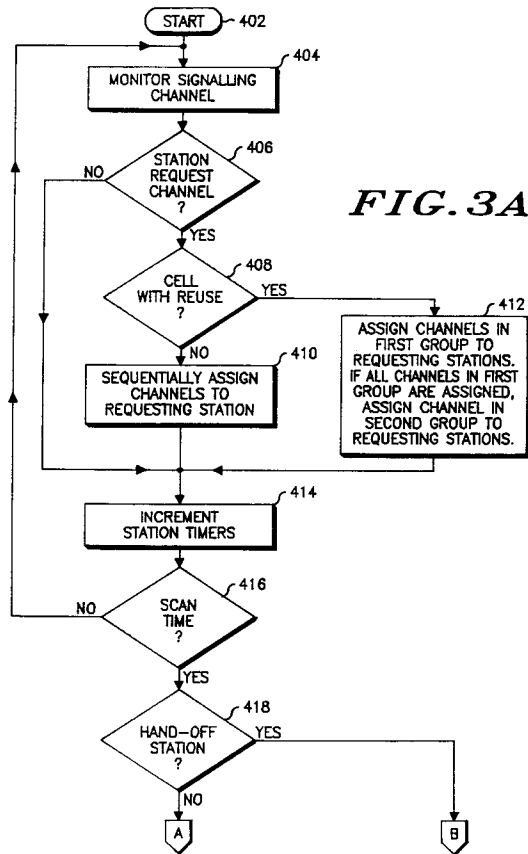 START
402
404
MONITOR SIGNALLING
CHANNEL
406
NO
STATION
REQUEST
CHANNEL
?
FIG. 3A
YES
408
CELL
WITH REUSE
?
YES
412
NO
410
SEQUENTIALLY ASSIGN
CHANNELS TO
REQUESTING STATION
ASSIGN CHANNELS IN
FIRST GROUP TO
REQUESTING STATIONS.
IF ALL CHANNELS IN FIRST
GROUP ARE ASSIGNED,
ASSIGN CHANNEL IN
SECOND GROUP TO
REQUESTING STATIONS.
414
INCREMENT
STATION TIMERS
416
NO
SCAN
TIME
?
YES
418
HAND-OFF
STATION
?
YES
NO
A
B